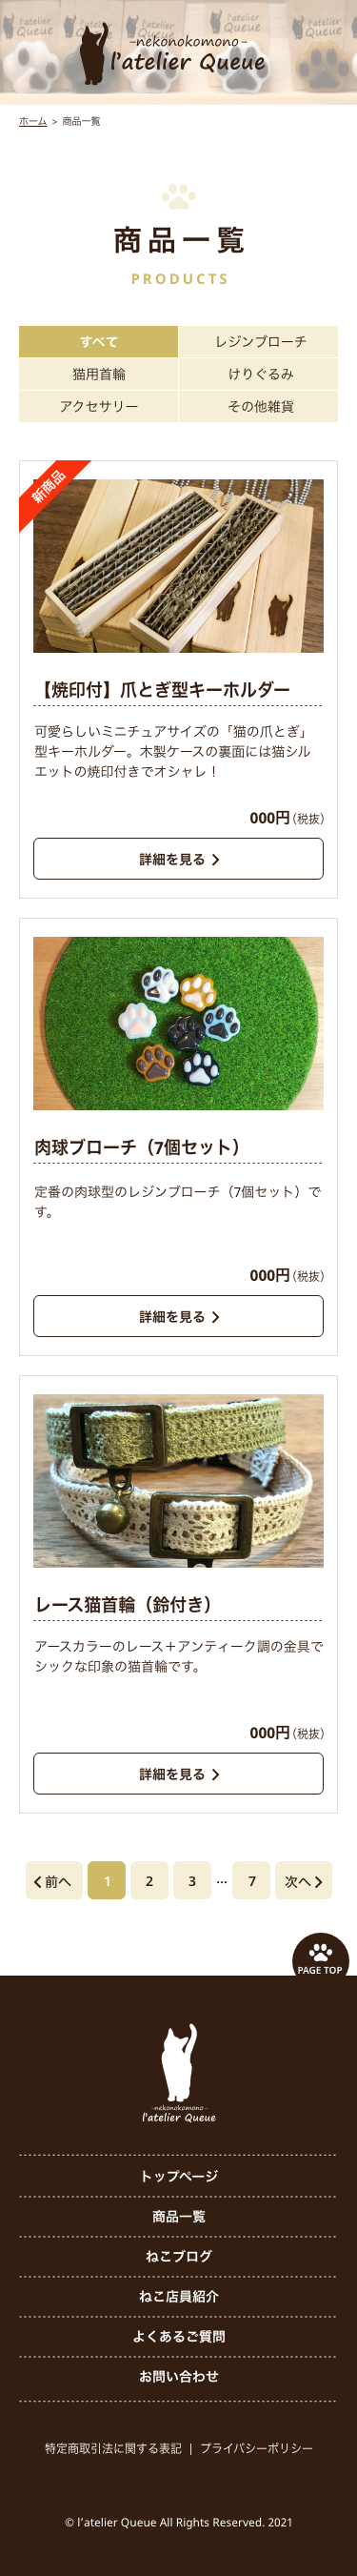 l'atelier Queue
l'atelier Queue
l'atelier Queue
l'atelier Queue
-nekonokomono-
l'atelier Queue
ホーム > 商品一覧
商品一覧
PRODUCTS
すべて
レジンブローチ
猫用首輪
けりぐるみ
アクセサリー
その他雑貨
新商品
【焼印付】爪とぎ型キーホルダー
可愛らしいミニチュアサイズの「猫の爪とぎ」
型キーホルダー。木製ケースの裏面には猫シル
エットの焼印付きでオシャレ！
000円(税抜)
詳細を見る
肉球ブローチ（7個セット）
定番の肉球型のレジンブローチ（7個セット）で
す。
000円(税抜)
詳細を見る
レース猫首輪（鈴付き）
アースカラーのレース＋アンティーク調の金具で
シックな印象の猫首輪です。
000円(税抜)
詳細を見る
前へ 1 2 3 … 7 次へ
PAGE TOP
-nekonokomono-
l'atelier Queue
トップページ
商品一覧
ねこブログ
ねこ店員紹介
よくあるご質問
お問い合わせ
特定商取引法に関する表記 | プライバシーポリシー
© l'atelier Queue All Rights Reserved. 2021